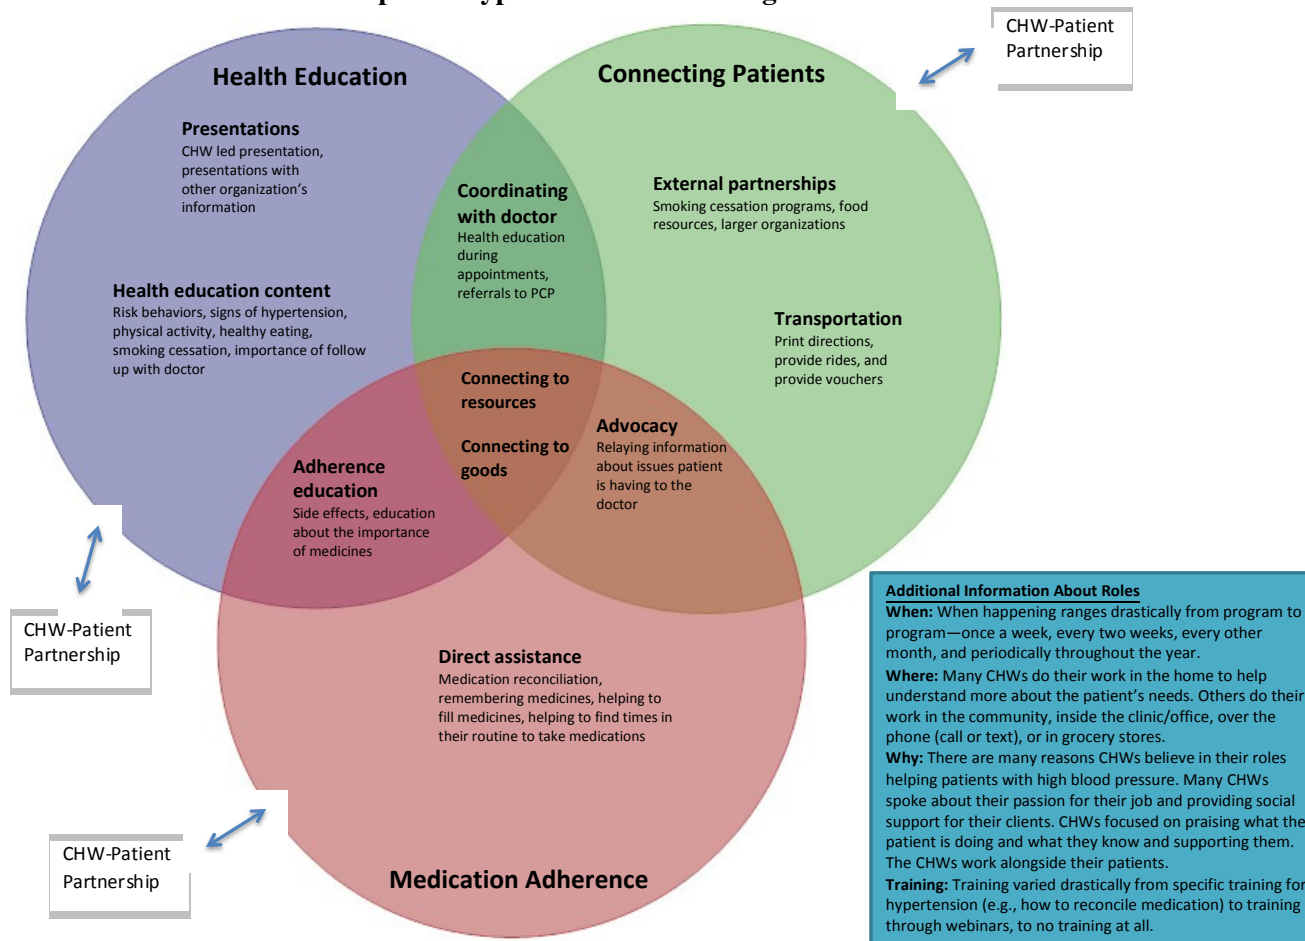 Health Education
Connecting Patients
CHW-Patient
Partnership
Presentations
CHW led presentation,
presentations with
other organization's
information
Coordinating
with doctor
Health education
during
appointments,
referrals to PCP
External partnerships
Smoking cessation programs, food
resources, larger organizations
Health education content
Risk behaviors, signs of hypertension,
physical activity, healthy eating,
smoking cessation, importance of follow
up with doctor
Transportation
Print directions,
provide rides, and
provide vouchers
Connecting to
resources
Connecting to
goods
Advocacy
Relaying information
about issues patient
is having to the
doctor
Adherence
education
Side effects, education
about the importance
of medicines
CHW-Patient
Partnership
Direct assistance
Medication reconciliation,
remembering medicines, helping to
fill medicines, helping to find times in
their routine to take medications
CHW-Patient
Partnership
Medication Adherence
Additional Information About Roles
When: When happening ranges drastically from program to
program—once a week, every two weeks, every other
month, and periodically throughout the year.
Where: Many CHWs do their work in the home to help
understand more about the patient's needs. Others do their
work in the community, inside the clinic/office, over the
phone (call or text), or in grocery stores.
Why: There are many reasons CHWs believe in their roles
helping patients with high blood pressure. Many CHWs
spoke about their passion for their job and providing social
support for their clients. CHWs focused on praising what the
patient is doing and what they know and supporting them.
The CHWs work alongside their patients.
Training: Training varied drastically from specific training for
hypertension (e.g., how to reconcile medication) to training
through webinars, to no training at all.